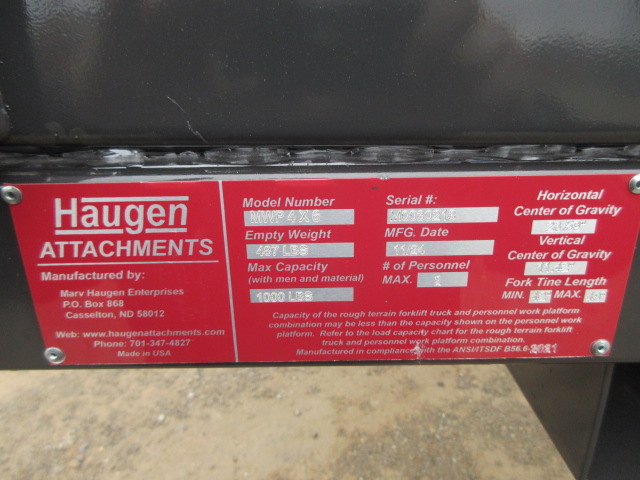 Haugen
ATTACHMENTS
Manufactured by:
Marv Haugen Enterprises
P.O. Box 868
Casselton, ND 58012
Web: www.haugenattachments.com
Phone: 701-347-4827
Made in USA
Model Number
MWP 4X6
Empty Weight
487 LBS
Max Capacity
(with men and material)
1000 LBS
Serial #:
MFG. Date
11/24
# of Personnel
MAX. 2
Horizontal
Center of Gravity
Vertical
Center of Gravity
Fork Tine Length
MIN. MAX.
Capacity of the rough terrain forklift truck and personnel work platform
combination may be less than the capacity shown on the personnel work
platform. Refer to the load capacity chart for the rough terrain forklift
truck and personnel work platform combination.
Manufactured in compliance with the ANSI/ITSDF B56.6-2021